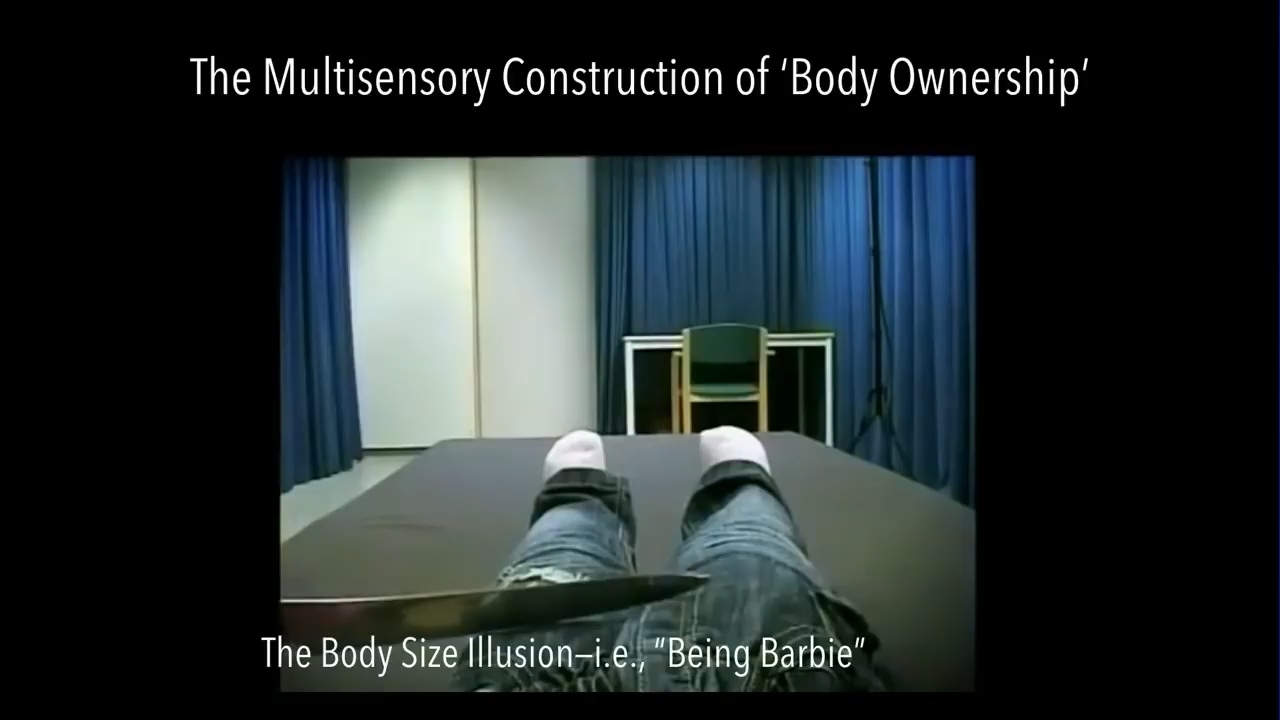 The Multisensory Construction of ‘Body Ownership’
The Body Size Illusion–i.e., “Being Barbie”